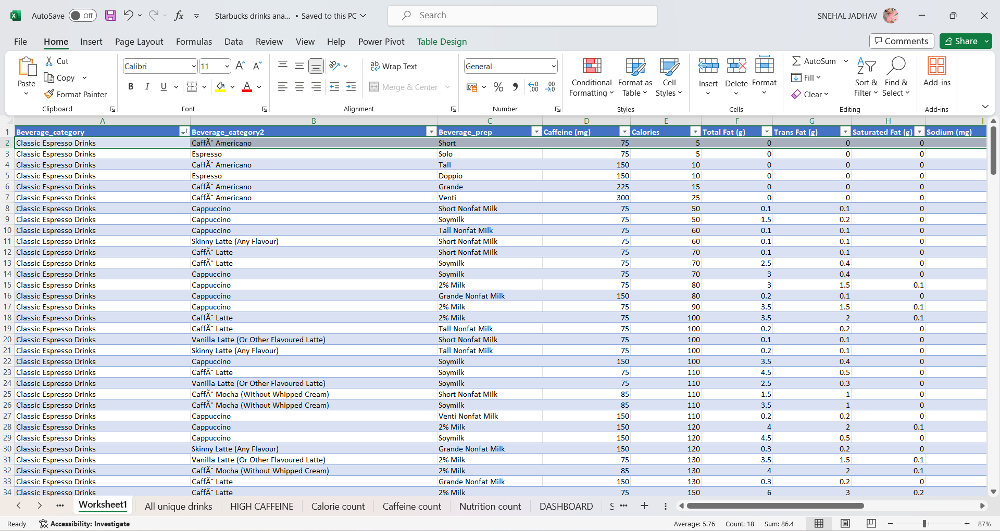 AutoSave Off Starbucks drinks ana... • Saved to this PC Search SNEHAL JADHAV
File Home Insert Page Layout Formulas Data Review View Help Power Pivot Table Design Comments Share
Paste Cut Copy Format Painter Clipboard
Calibri 11 B I U A Font
Wrap Text Merge & Center Alignment
General % Number
Conditional Formatting Format as Table Cell Styles Styles
Insert Delete Format Cells
AutoSum Fill Clear Sort & Filter Find & Select Editing
Add-ins Add-ins
A B C D E F G H I
1 Beverage_category Beverage_category2 Beverage_prep Caffeine (mg) Calories Total Fat (g) Trans Fat (g) Saturated Fat (g) Sodium (mg)
2 Classic Espresso Drinks CaffÃ¨ Americano Short 75 5 0 0 0
3 Classic Espresso Drinks Espresso Solo 75 5 0 0 0
4 Classic Espresso Drinks CaffÃ¨ Americano Tall 150 10 0 0 0
5 Classic Espresso Drinks Espresso Doppio 150 10 0 0 0
6 Classic Espresso Drinks CaffÃ¨ Americano Grande 225 15 0 0 0
7 Classic Espresso Drinks CaffÃ¨ Americano Venti 300 25 0 0 0
8 Classic Espresso Drinks Cappuccino Short Nonfat Milk 75 50 0.1 0.1 0
9 Classic Espresso Drinks Cappuccino Soymilk 75 50 1.5 0.2 0
10 Classic Espresso Drinks Cappuccino Tall Nonfat Milk 75 60 0.1 0.1 0
11 Classic Espresso Drinks Skinny Latte (Any Flavour) Short Nonfat Milk 75 60 0.1 0.1 0
12 Classic Espresso Drinks CaffÃ¨ Latte Short Nonfat Milk 75 70 0.1 0.1 0
13 Classic Espresso Drinks CaffÃ¨ Latte Soymilk 75 70 2.5 0.4 0
14 Classic Espresso Drinks Cappuccino Soymilk 75 70 3 0.4 0
15 Classic Espresso Drinks Cappuccino 2% Milk 75 80 3 1.5 0.1
16 Classic Espresso Drinks Cappuccino Grande Nonfat Milk 150 80 0.2 0.1 0
17 Classic Espresso Drinks Cappuccino 2% Milk 75 90 3.5 1.5 0.1
18 Classic Espresso Drinks CaffÃ¨ Latte 2% Milk 75 100 3.5 2 0.1
19 Classic Espresso Drinks CaffÃ¨ Latte Tall Nonfat Milk 75 100 0.2 0.2 0
20 Classic Espresso Drinks Vanilla Latte (Or Other Flavoured Latte) Short Nonfat Milk 75 100 0.1 0.1 0
21 Classic Espresso Drinks Skinny Latte (Any Flavour) Tall Nonfat Milk 75 100 0.2 0.1 0
22 Classic Espresso Drinks Cappuccino Soymilk 150 100 3.5 0.4 0
23 Classic Espresso Drinks CaffÃ¨ Latte Soymilk 75 110 4.5 0.5 0
24 Classic Espresso Drinks Vanilla Latte (Or Other Flavoured Latte) Soymilk 75 110 2.5 0.3 0
25 Classic Espresso Drinks CaffÃ¨ Mocha (Without Whipped Cream) Short Nonfat Milk 85 110 1.5 1 0
26 Classic Espresso Drinks CaffÃ¨ Mocha (Without Whipped Cream) Soymilk 85 110 3.5 1 0
27 Classic Espresso Drinks Cappuccino Venti Nonfat Milk 150 110 0.2 0.2 0
28 Classic Espresso Drinks Cappuccino 2% Milk 150 120 4 2 0.1
29 Classic Espresso Drinks Cappuccino Soymilk 150 120 4.5 0.5 0
30 Classic Espresso Drinks Skinny Latte (Any Flavour) Grande Nonfat Milk 150 120 0.3 0.2 0
31 Classic Espresso Drinks Vanilla Latte (Or Other Flavoured Latte) 2% Milk 75 130 3.5 1.5 0.1
32 Classic Espresso Drinks CaffÃ¨ Mocha (Without Whipped Cream) 2% Milk 85 130 4 2 0.1
33 Classic Espresso Drinks CaffÃ¨ Latte Grande Nonfat Milk 150 130 0.3 0.2 0
34 Classic Espresso Drinks CaffÃ¨ Latte 2% Milk 75 150 6 3 0.2
Worksheet1 All unique drinks HIGH CAFFEINE Calorie count Caffeine count Nutrition count DASHBOARD
Ready Accessibility: Investigate Average: 5.76 Count: 18 Sum: 86.4 87%